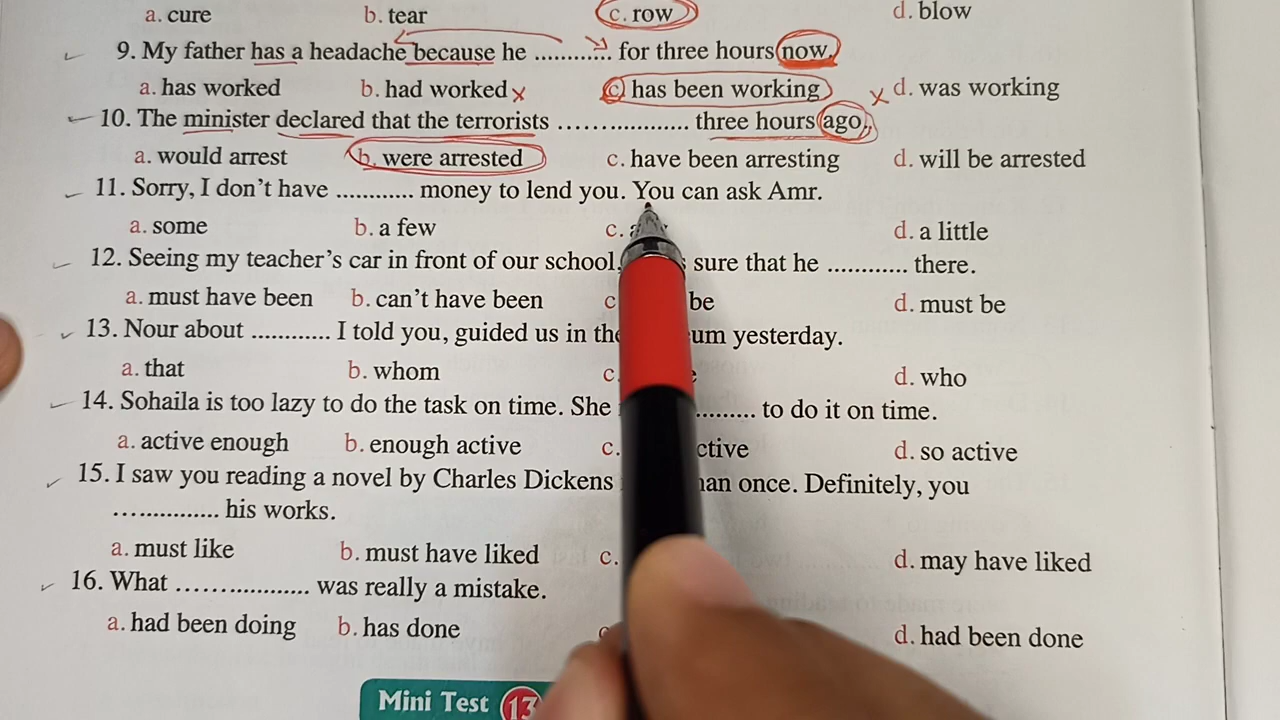 a. cure b. tear c. row d. blow
9. My father has a headache because he ............ for three hours now.
a. has worked b. had worked x c. has been working x d. was working
10. The minister declared that the terrorists .................... three hours ago.
a. would arrest b. were arrested c. have been arresting d. will be arrested
11. Sorry, I don't have ............ money to lend you. You can ask Amr.
a. some b. a few c. d. a little
12. Seeing my teacher's car in front of our school, sure that he ............ there.
a. must have been b. can't have been c be d. must be
13. Nour about ............ I told you, guided us in the yesterday.
a. that b. whom c. d. who
14. Sohaila is too lazy to do the task on time. She ......... to do it on time.
a. active enough b. enough active c. d. so active
15. I saw you reading a novel by Charles Dickens once. Definitely, you
............... his works.
a. must like b. must have liked c. d. may have liked
16. What .................. was really a mistake.
a. had been doing b. has done d. had been done
Mini Test 13